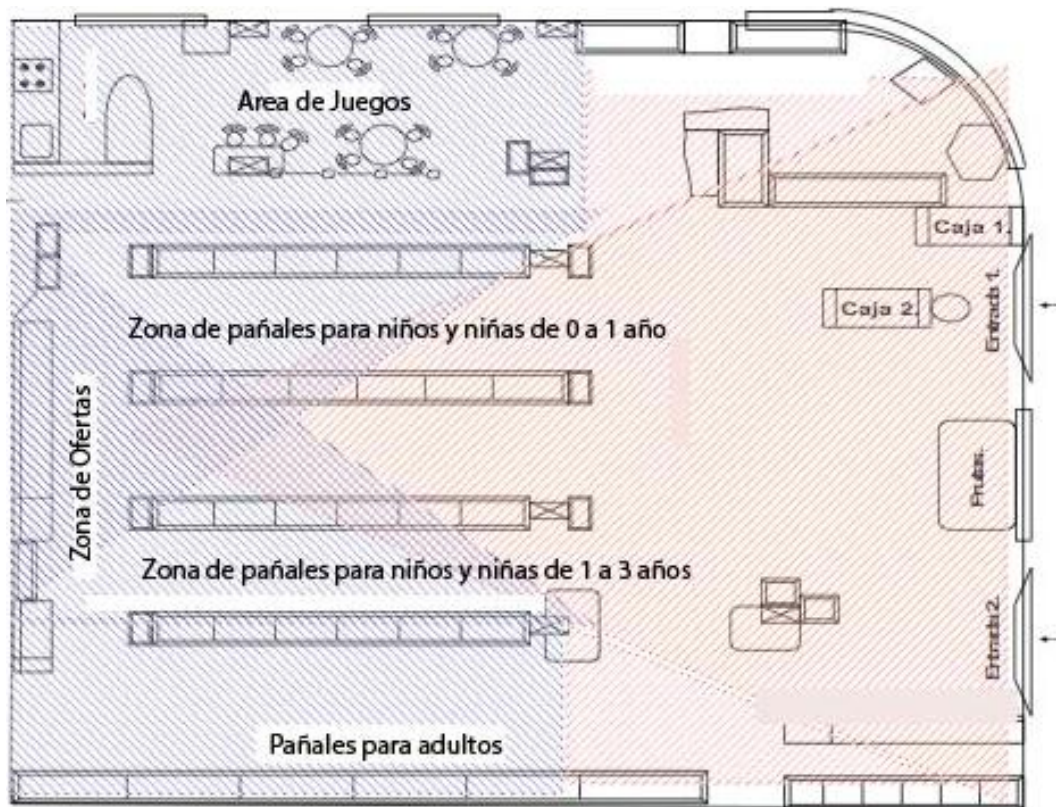 Area de Juegos
Caja 1.
Zona de pañales para niños y niñas de 0 a 1 año
Caja 2.
Entrada 1.
Zona de Ofertas
Frutas.
Zona de pañales para niños y niñas de 1 a 3 años
Entrada 2.
Pañales para adultos